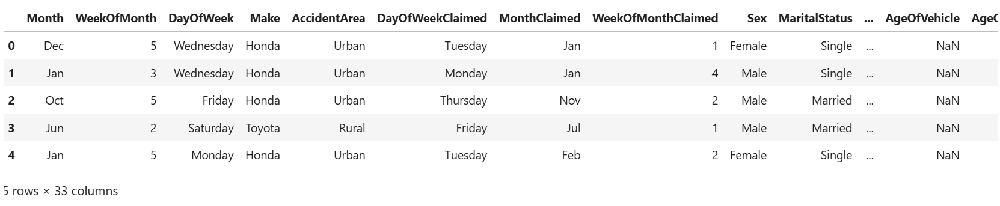 Month WeekOfMonth DayOfWeek Make AccidentArea DayOfWeekClaimed MonthClaimed WeekOfMonthClaimed Sex MaritalStatus ... AgeOfVehicle
0 Dec 5 Wednesday Honda Urban Tuesday Jan 1 Female Single ... NaN
1 Jan 3 Wednesday Honda Urban Monday Jan 4 Male Single ... NaN
2 Oct 5 Friday Honda Urban Thursday Nov 2 Male Married ... NaN
3 Jun 2 Saturday Toyota Rural Friday Jul 1 Male Married ... NaN
4 Jan 5 Monday Honda Urban Tuesday Feb 2 Female Single ... NaN
5 rows × 33 columns